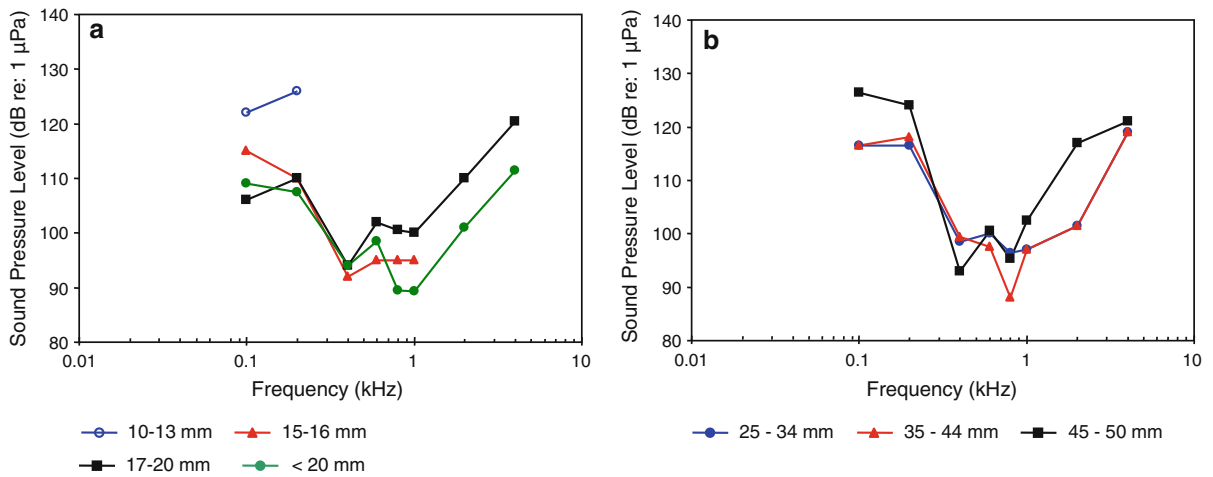 a
Sound Pressure Level (dB re: 1 µPa)
140
130
120
110
100
90
80
0.01
0.1
1
10
Frequency (kHz)
10-13 mm
15-16 mm
17-20 mm
< 20 mm
b
Sound Pressure Level (dB re: 1 µPa)
140
130
120
110
100
90
80
0.01
0.1
1
10
Frequency (kHz)
25 - 34 mm
35 - 44 mm
45 - 50 mm